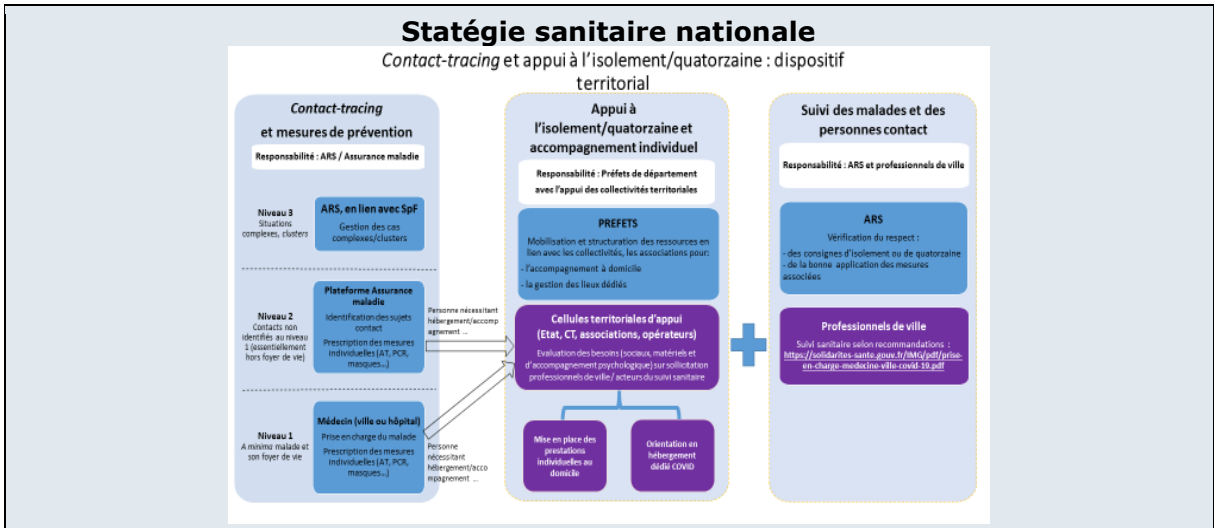 Statégie sanitaire nationale
Contact-tracing et appui à l'isolement/quatorzaine : dispositif
territorial
Contact-tracing
et mesures de prévention
Responsabilité : ARS / Assurance maladie
Niveau 3
Situations
complexes, clusters
ARS, en lien avec SpF
Gestion des cas
complexes/clusters
Niveau 2
Contacts non
identifiés au niveau
1 (essentiellement
hors foyer de vie)
Plateforme Assurance
maladie
Identification des sujets
contact
Prescription des mesures
individuelles (AT, PCR,
masques...)
Personne nécessitant
hébergement/accomp
agnement ...
Niveau 1
A minima malade et
son foyer de vie
Médecin (ville ou hôpital)
Prise en charge du malade
Prescription des mesures
individuelles (AT, PCR,
masques...)
Personne
nécessitant
hébergement/acco
mpagnement ...
Appui à
l'isolement/quatorzaine et
accompagnement individuel
Responsabilité : Préfets de département
avec l'appui des collectivités territoriales
PREFETS
Mobilisation et structuration des ressources en
lien avec les collectivités, les associations pour:
- l'accompagnement à domicile
- la gestion des lieux dédiés
Cellules territoriales d'appui
(Etat, CT, associations, opérateurs)
Evaluation des besoins (sociaux, matériels et
d'accompagnement psychologique) sur sollicitation
professionnels de ville/ acteurs du suivi sanitaire
Mise en place des
prestations
individuelles au
domicile
Orientation en
hébergement
dédié COVID
Suivi des malades et des
personnes contact
Responsabilité : ARS et professionnels de ville
ARS
Vérification du respect :
- des consignes d'isolement ou de quatorzaine
- de la bonne application des mesures
associées
Professionnels de ville
Suivi sanitaire selon recommandations :
https://solidarites-sante.gouv.fr/IMG/pdf/prise-
en-charge-medecine-ville-covid-19.pdf